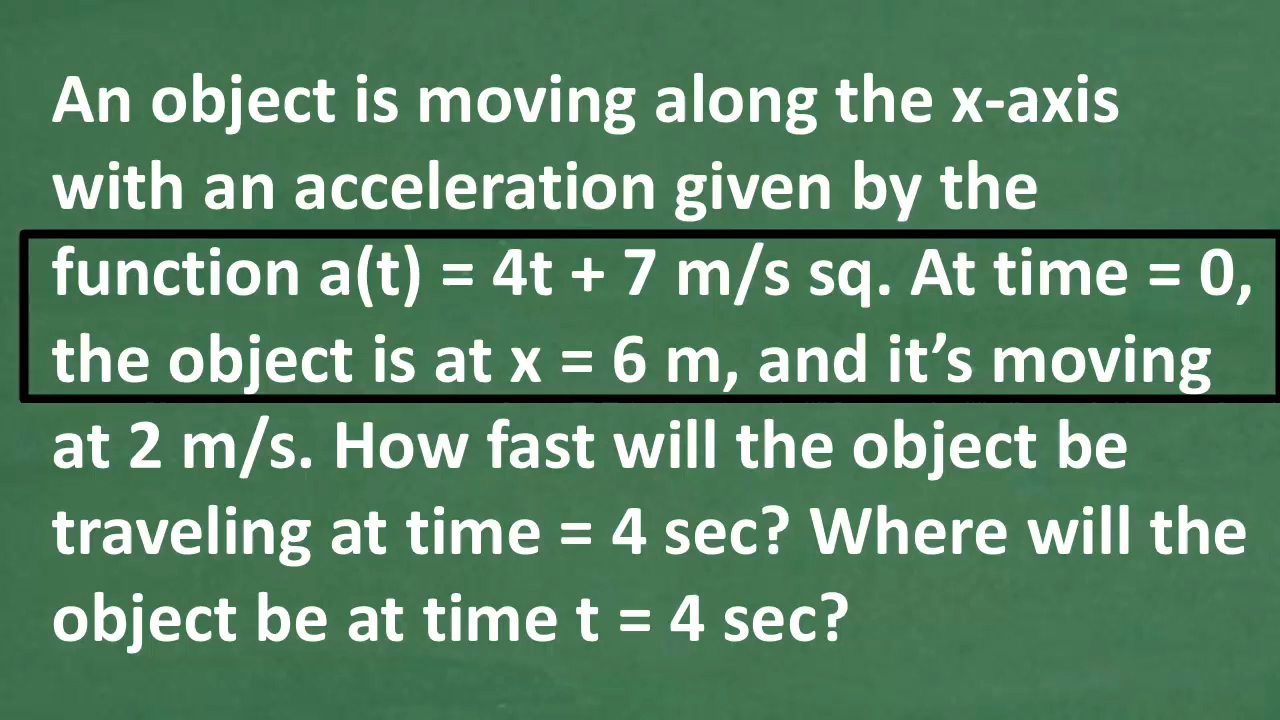 An object is moving along the x-axis
with an acceleration given by the
function a(t) = 4t + 7 m/s sq. At time = 0,
the object is at x = 6 m, and it’s moving
at 2 m/s. How fast will the object be
traveling at time = 4 sec? Where will the
object be at time t = 4 sec?